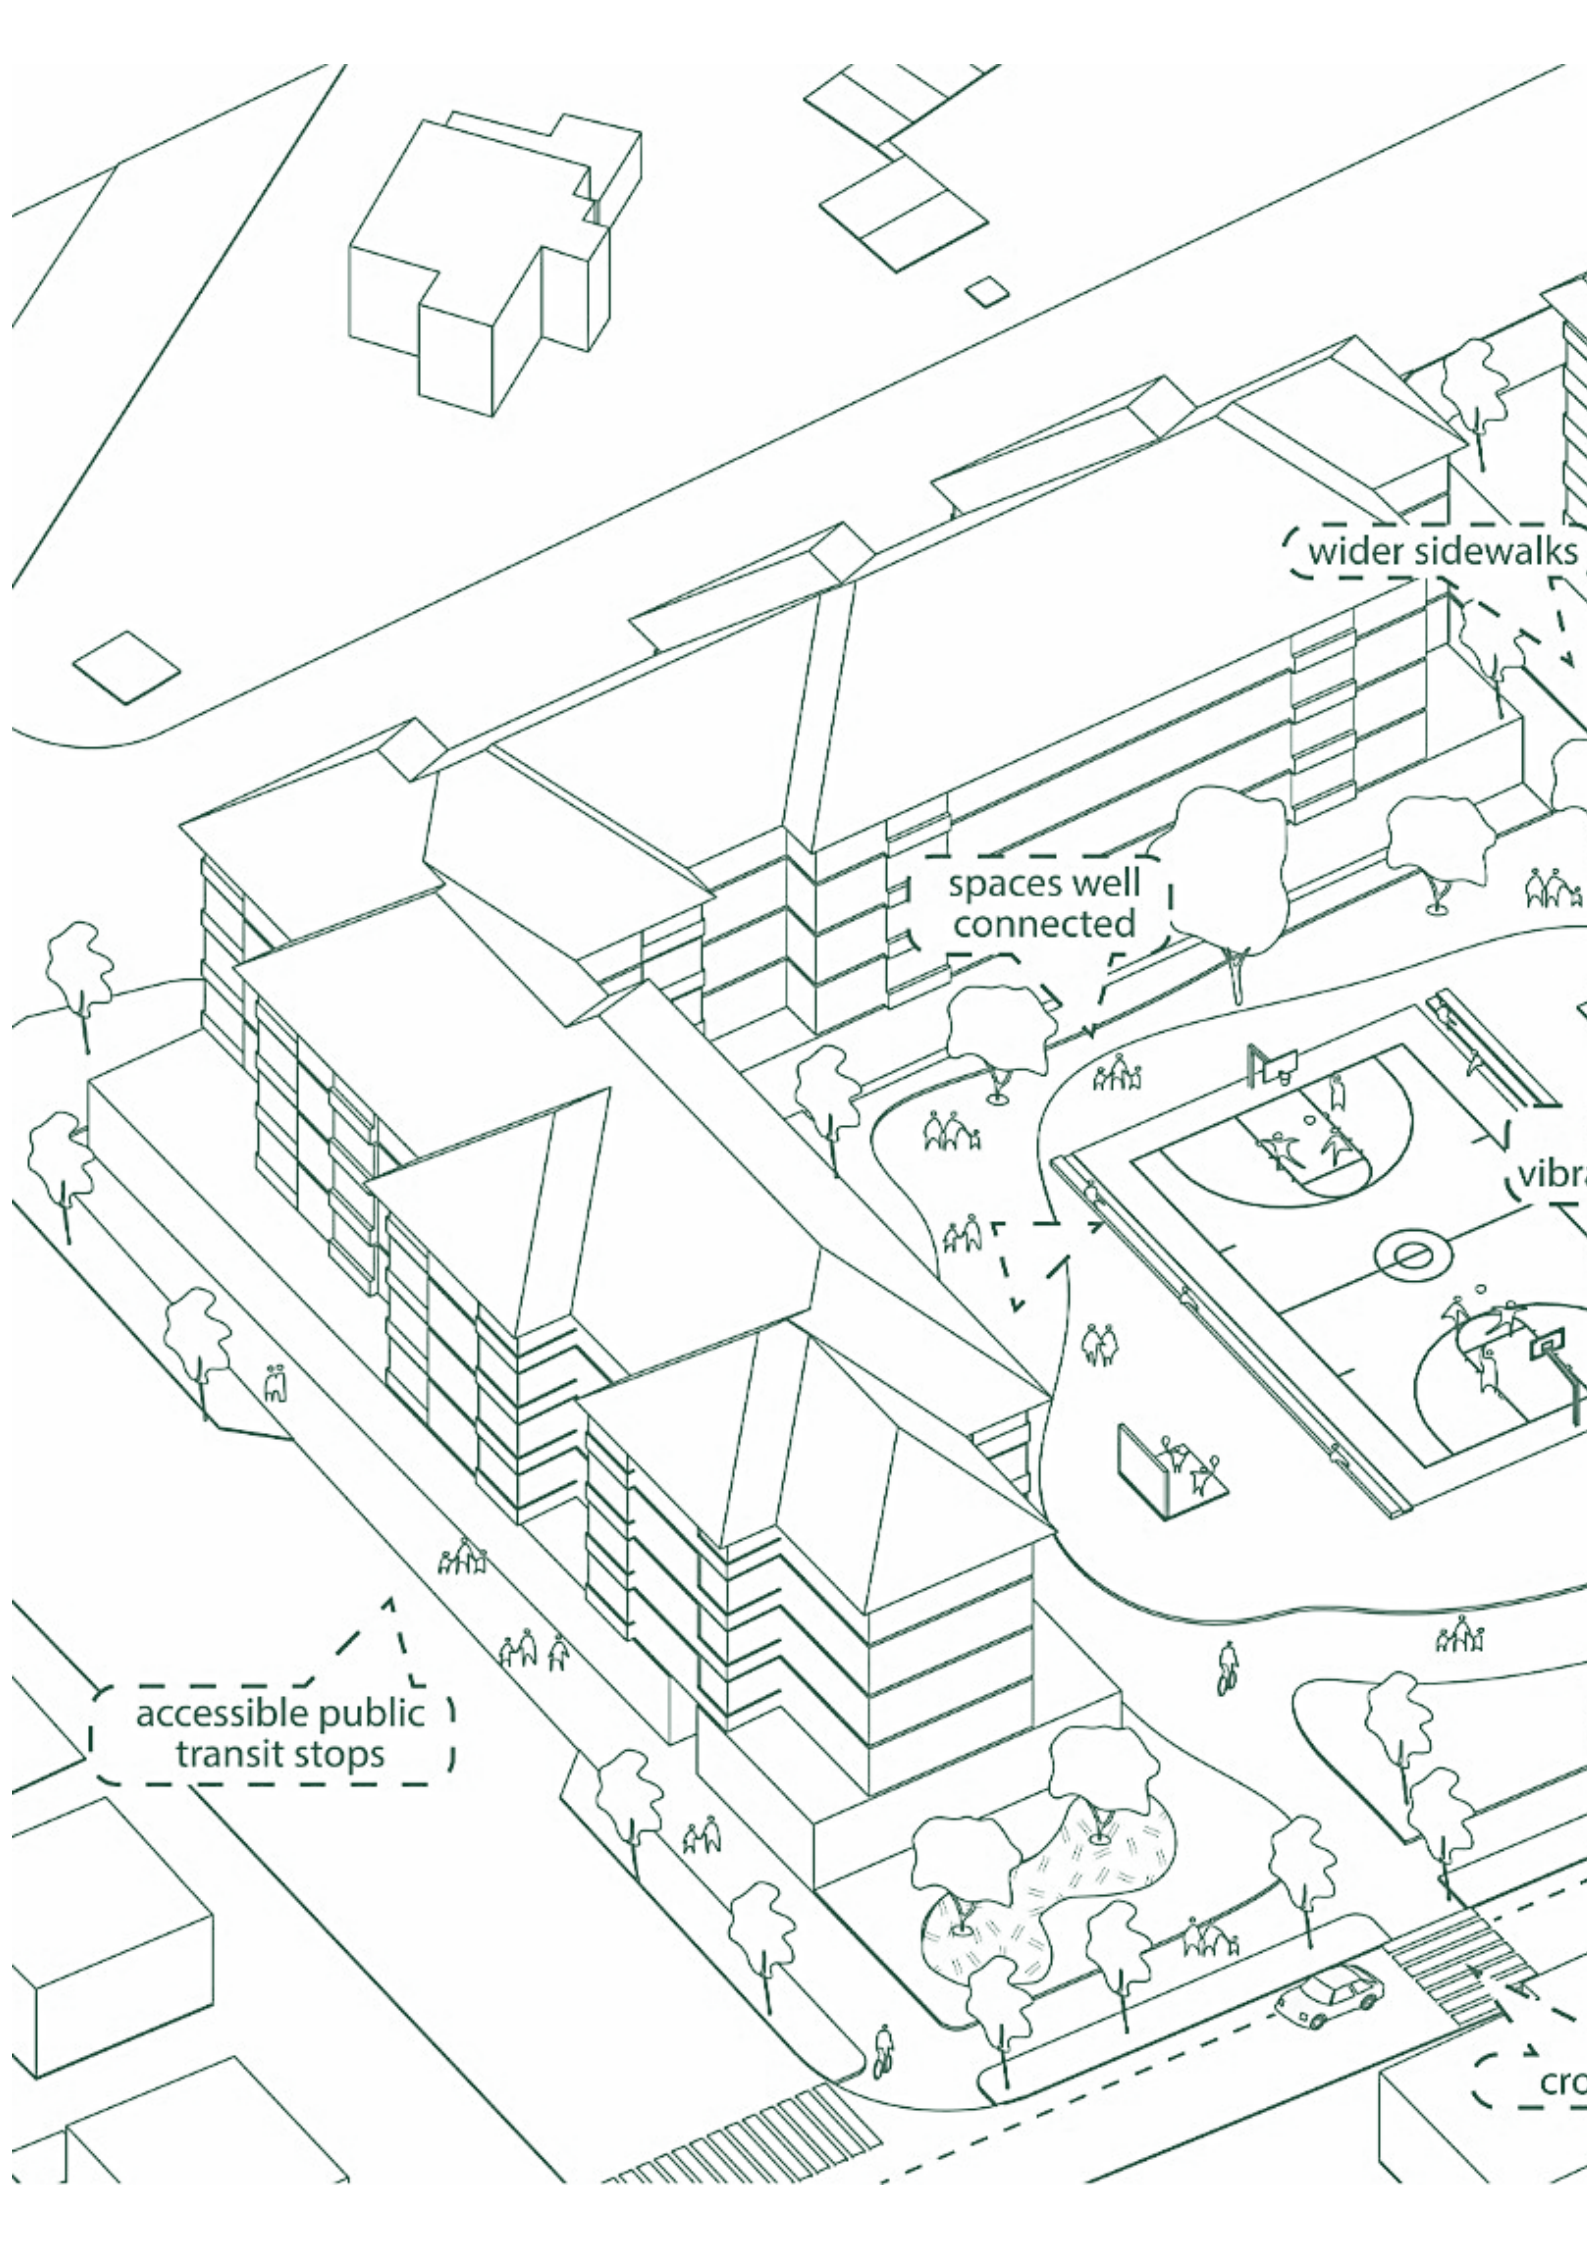 wider sidewalks
spaces well
connected
accessible public
transit stops